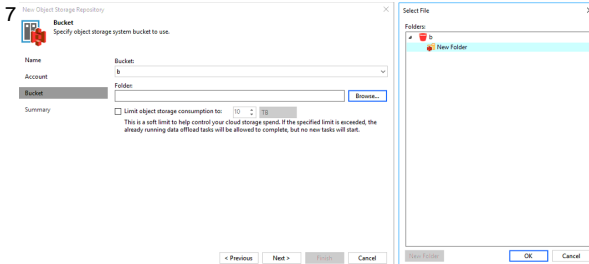 7
New Object Storage Repository
Bucket
Specify object storage system bucket to use.
Name
Account
Bucket
Summary
Bucket:
b
Folder:
Browse...
Limit object storage consumption to:
10
TB
This is a soft limit to help control your cloud storage spend. If the specified limit is exceeded, the
already running data offload tasks will be allowed to complete, but no new tasks will start.
< Previous
Next >
Finish
Cancel
Select File
Folders:
b
New Folder
New Folder
OK
Cancel